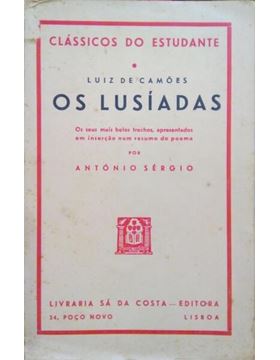 CLÁSSICOS DO ESTUDANTE
LUIZ DE CAMÕES
OS LUSÍADAS
Os seus mais belos trechos, apresentados
em inserção num resumo do poema
POR
ANTÓNIO SÉRGIO
LIVRARIA SÁ DA COSTA — EDITORA
24, POÇO NOVO LISBOA